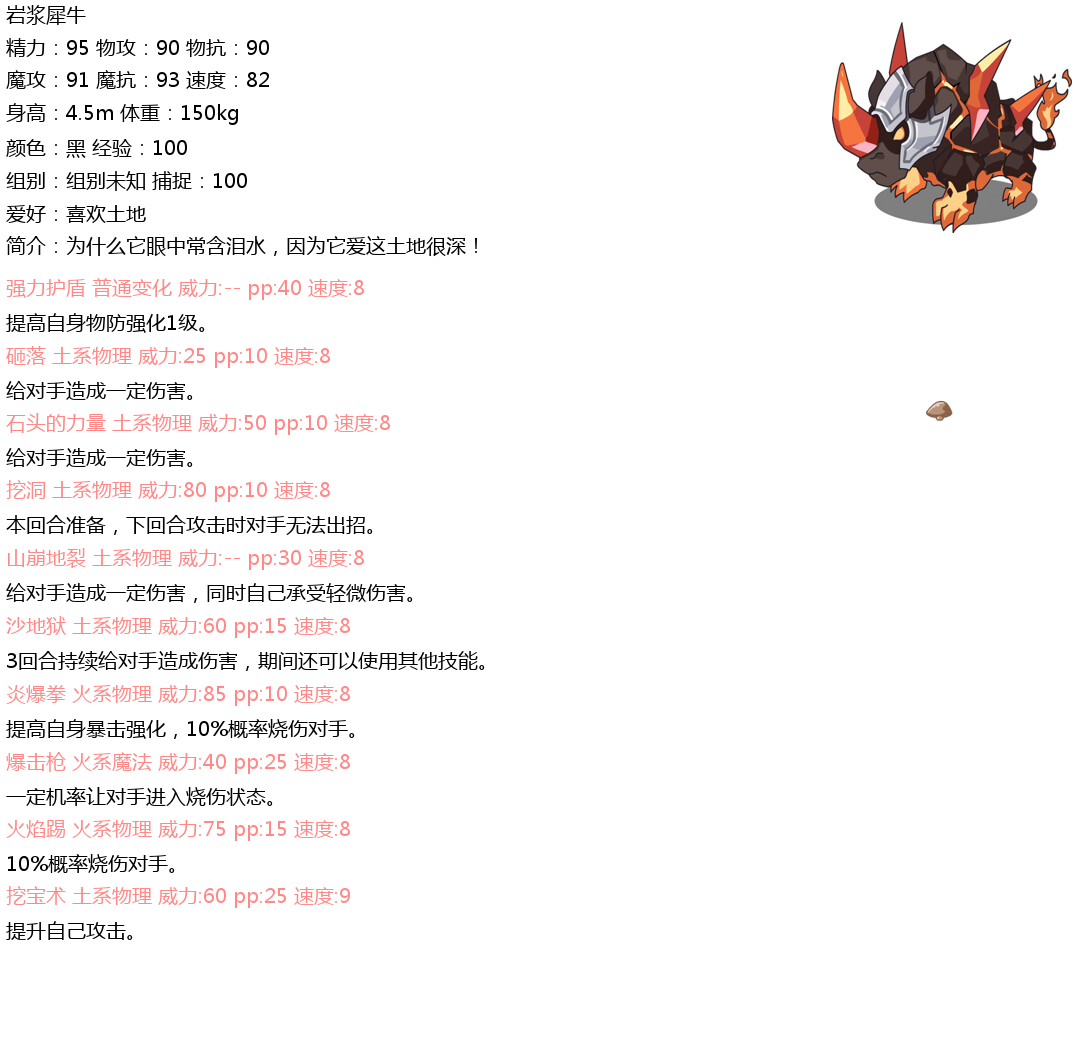 岩浆犀牛
精力：95 物攻：90 物抗：90
魔攻：91 魔抗：93 速度：82
身高：4.5m 体重：150kg
颜色：黑 经验：100
组别：组别未知 捕捉：100
爱好：喜欢土地
简介：为什么它眼中常含泪水，因为它爱这土地很深！
强力护盾 普通变化 威力:-- pp:40 速度:8
提高自身物防强化1级。
砸落 土系物理 威力:25 pp:10 速度:8
给对手造成一定伤害。
石头的力量 土系物理 威力:50 pp:10 速度:8
给对手造成一定伤害。
挖洞 土系物理 威力:80 pp:10 速度:8
本回合准备，下回合攻击时对手无法出招。
山崩地裂 土系物理 威力:-- pp:30 速度:8
给对手造成一定伤害，同时自己承受轻微伤害。
沙地狱 土系物理 威力:60 pp:15 速度:8
3回合持续给对手造成伤害，期间还可以使用其他技能。
炎爆拳 火系物理 威力:85 pp:10 速度:8
提高自身暴击强化，10%概率烧伤对手。
爆击枪 火系魔法 威力:40 pp:25 速度:8
一定机率让对手进入烧伤状态。
火焰踢 火系物理 威力:75 pp:15 速度:8
10%概率烧伤对手。
挖宝术 土系物理 威力:60 pp:25 速度:9
提升自己攻击。